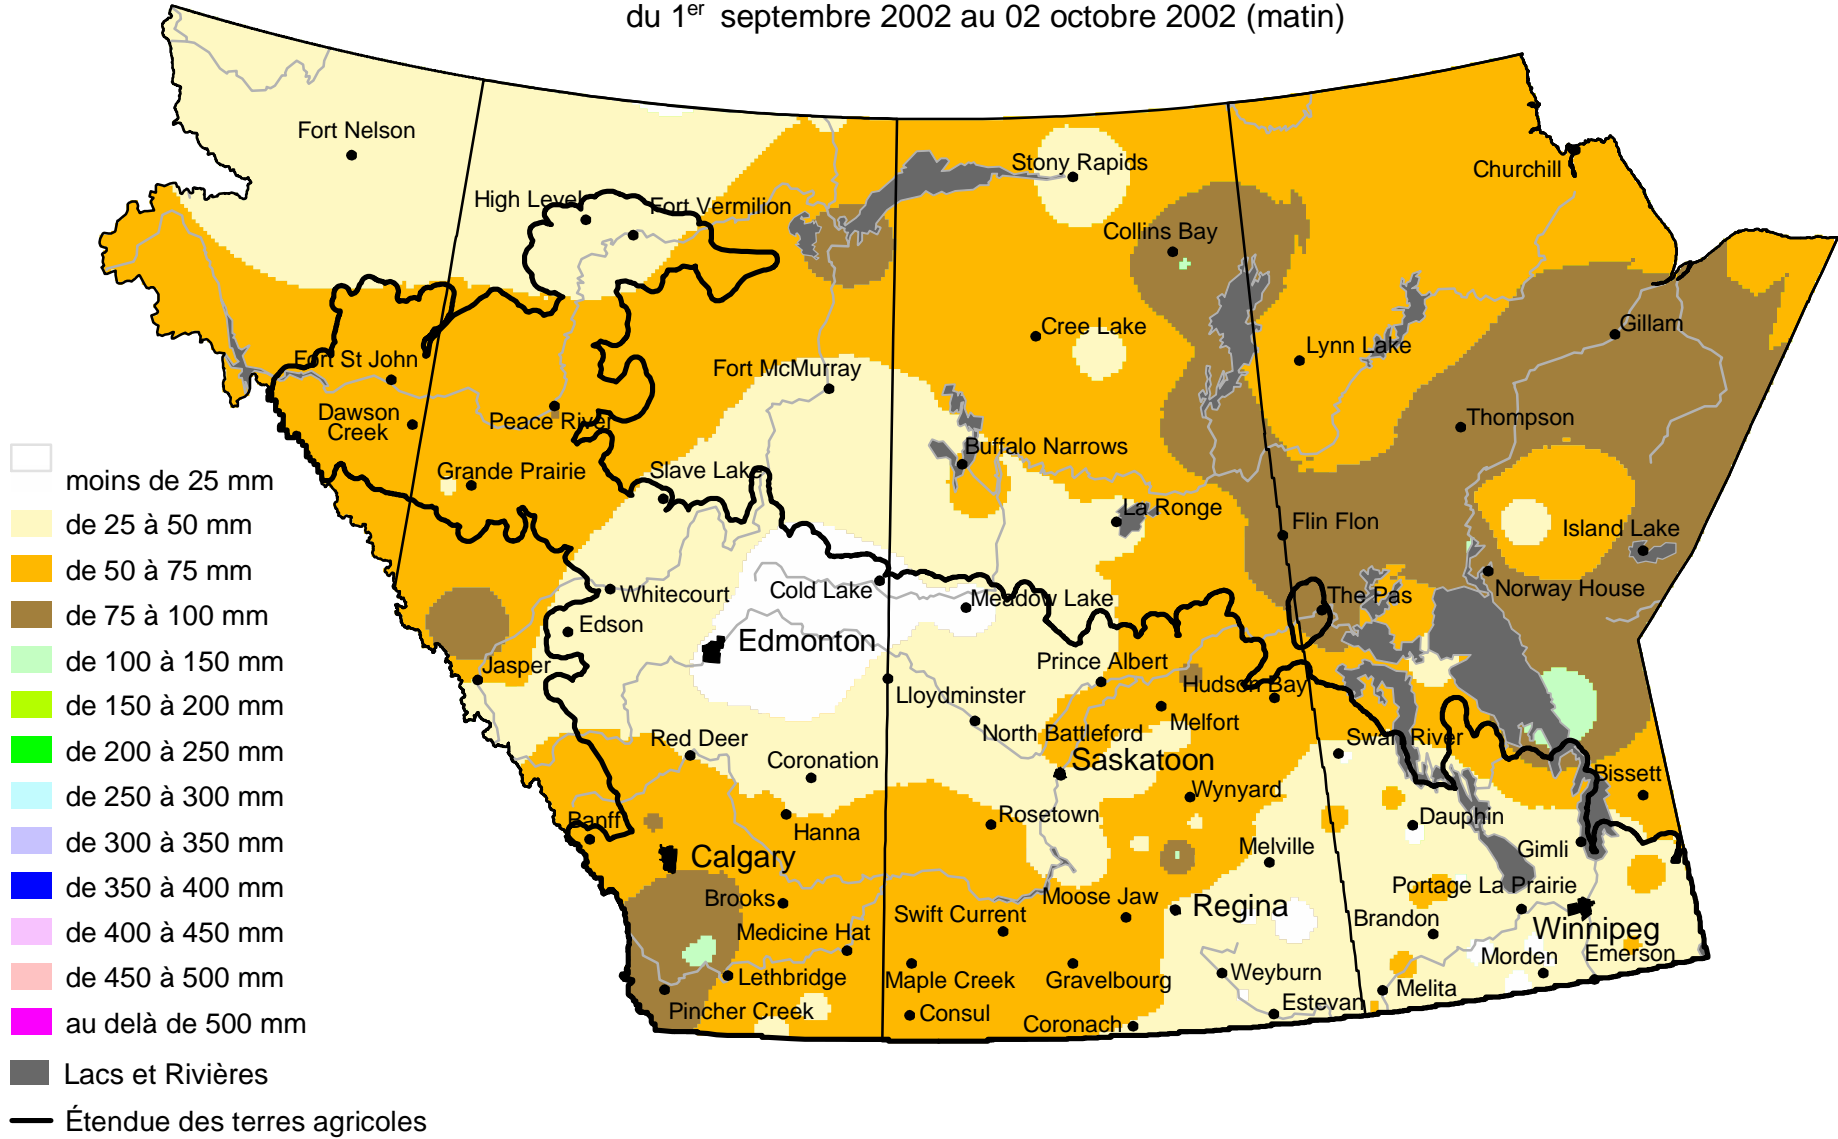 du 1er septembre 2002 au 02 octobre 2002 (matin)
Fort Nelson
Stony Rapids
Churchill
High Level
Fort Vermilion
Collins Bay
Cree Lake
Gillam
Lynn Lake
Fort St John
Fort McMurray
Dawson
Creek
Peace River
Thompson
Buffalo Narrows
Grande Prairie
Slave Lake
La Ronge
Flin Flon
Island Lake
Whitecourt
Cold Lake
Meadow Lake
The Pas
Norway House
Edson
Edmonton
Jasper
Prince Albert
Hudson Bay
Lloydminster
Melfort
North Battleford
Red Deer
Swan River
Coronation
Saskatoon
Bissett
Wynyard
Banff
Hanna
Rosetown
Dauphin
Melville
Gimli
Calgary
Portage La Prairie
Brooks
Moose Jaw
Regina
Swift Current
Brandon
Winnipeg
Medicine Hat
Morden
Emerson
Lethbridge
Maple Creek
Gravelbourg
Weyburn
Melita
Pincher Creek
Consul
Estevan
Coronach
moins de 25 mm
de 25 à 50 mm
de 50 à 75 mm
de 75 à 100 mm
de 100 à 150 mm
de 150 à 200 mm
de 200 à 250 mm
de 250 à 300 mm
de 300 à 350 mm
de 350 à 400 mm
de 400 à 450 mm
de 450 à 500 mm
au delà de 500 mm
Lacs et Rivières
Étendue des terres agricoles